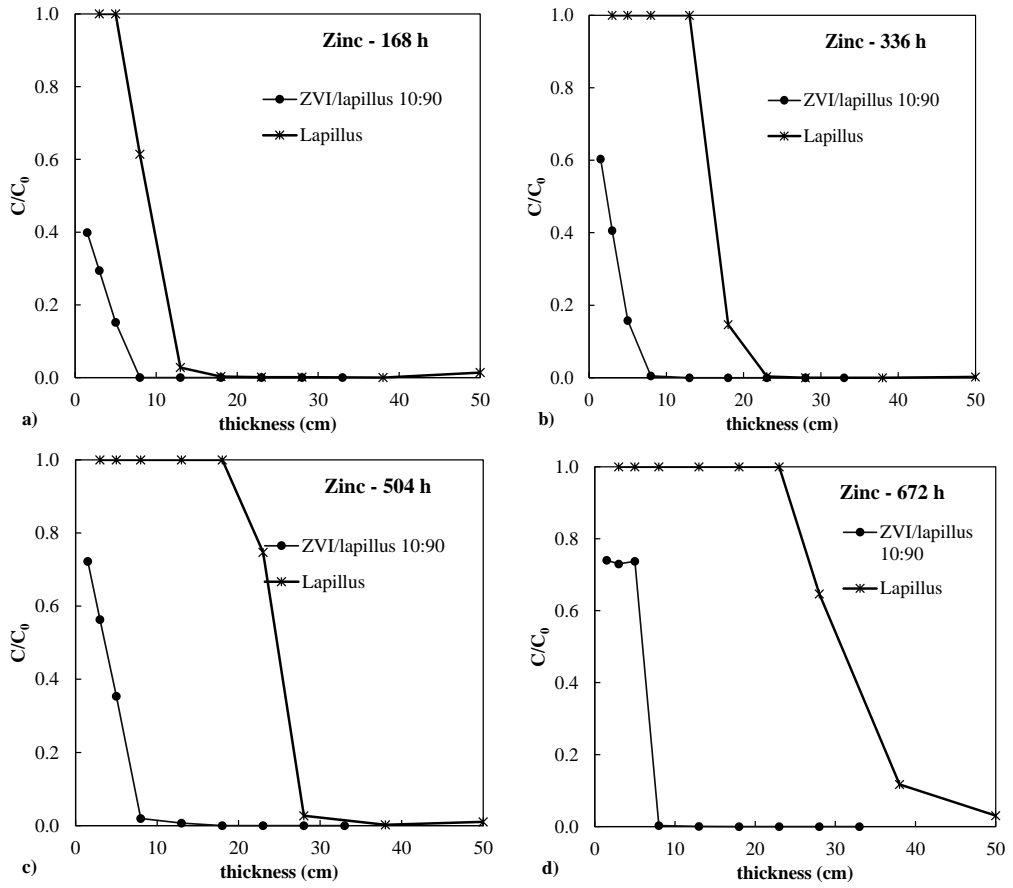 Zinc - 168 h
ZVI/lapillus 10:90
Lapillus
C/C0
1.0
0.8
0.6
0.4
0.2
0.0
0 10 20 30 40 50
thickness (cm)
a)
Zinc - 336 h
ZVI/lapillus 10:90
Lapillus
C/C0
1.0
0.8
0.6
0.4
0.2
0.0
0 10 20 30 40 50
thickness (cm)
b)
Zinc - 504 h
ZVI/lapillus 10:90
Lapillus
C/C0
1.0
0.8
0.6
0.4
0.2
0.0
0 10 20 30 40 50
thickness (cm)
c)
Zinc - 672 h
ZVI/lapillus
10:90
Lapillus
C/C0
1.0
0.8
0.6
0.4
0.2
0.0
0 10 20 30 40 50
thickness (cm)
d)